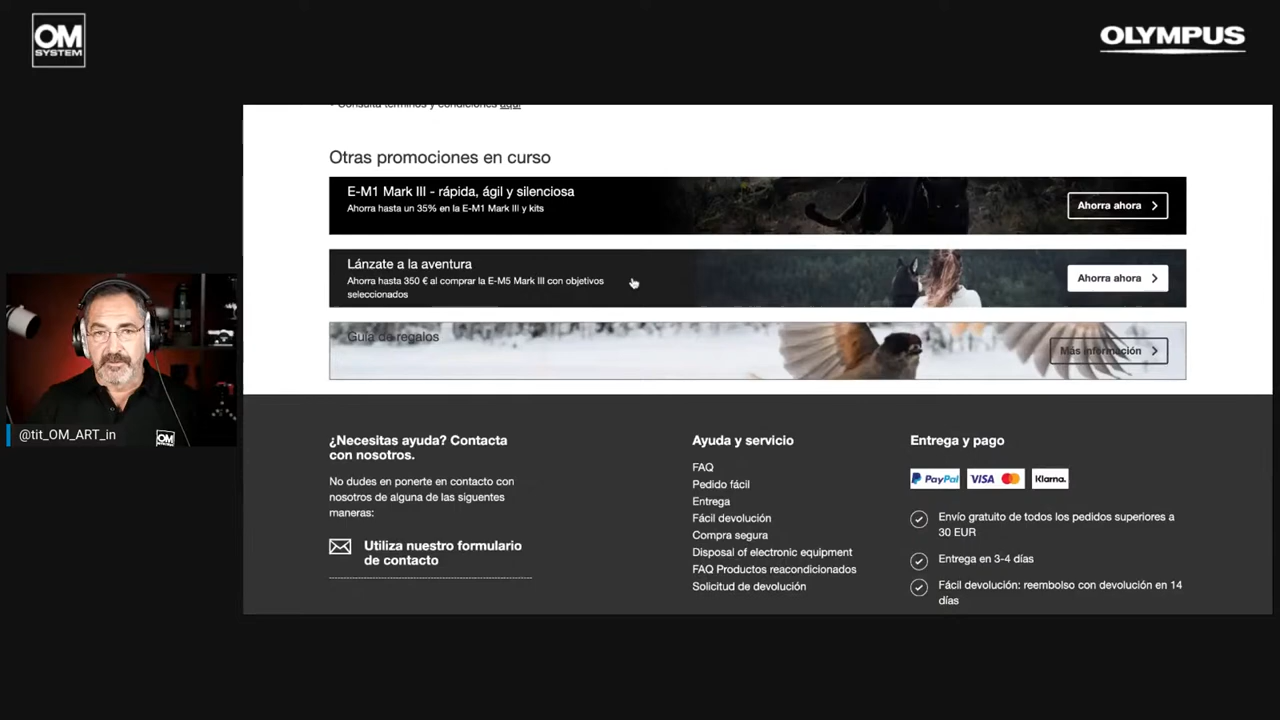 OM
SYSTEM
OLYMPUS
* Consulta términos y condiciones aquí
Otras promociones en curso
E-M1 Mark III - rápida, ágil y silenciosa
Ahorra hasta un 35% en la E-M1 Mark III y kits
Ahorra ahora
Lánzate a la aventura
Ahorra hasta 350 € al comprar la E-M5 Mark III con objetivos
seleccionados
Ahorra ahora
Guía de regalos
Más información
@tit_OM_ART_in
OM
¿Necesitas ayuda? Contacta
con nosotros.
No dudes en ponerte en contacto con
nosotros de alguna de las siguentes
maneras:
Utiliza nuestro formulario
de contacto
Ayuda y servicio
FAQ
Pedido fácil
Entrega
Fácil devolución
Compra segura
Disposal of electronic equipment
FAQ Productos reacondicionados
Solicitud de devolución
Entrega y pago
PayPal VISA Klarna.
Envío gratuito de todos los pedidos superiores a
30 EUR
Entrega en 3-4 días
Fácil devolución: reembolso con devolución en 14
días